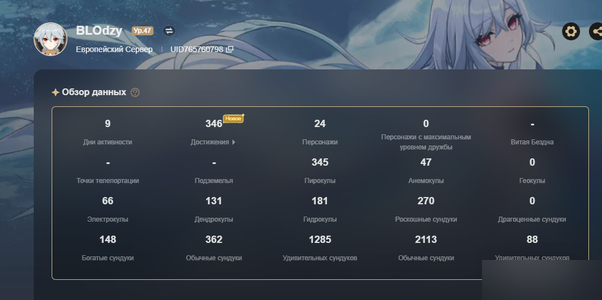 BLOdzy Ур.47
Европейский Сервер UID765760798
Обзор данных
9 346 Новое 24 0 -
Дни активности Достижения Персонажи Персонажи с максимальным уровнем дружбы Витая Бездна
- - 345 47 0
Точки телепортации Подземелья Пирокулы Анемокулы Геокулы
66 131 181 270 0
Электрокулы Дендрокулы Гидрокулы Роскошные сундуки Драгоценные сундуки
148 362 1285 2113 88
Богатые сундуки Обычные сундуки Удивительных сундуков Обычные сундуки Удивительных сундуков